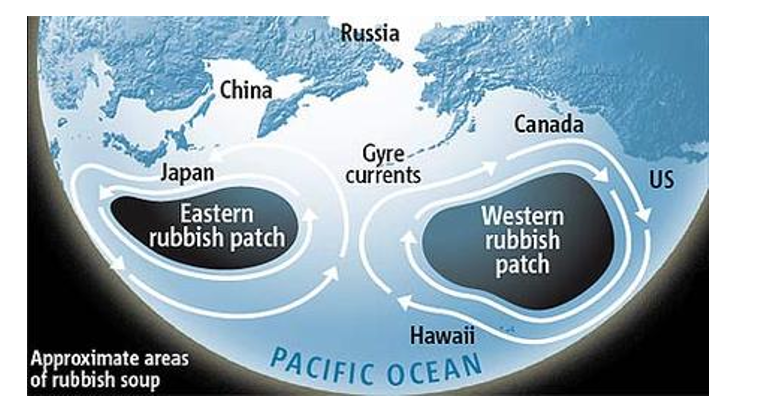 Russia
China
Canada
Gyre
currents
Japan
US
Eastern
rubbish patch
Western
rubbish
patch
Hawaii
PACIFIC OCEAN
Approximate areas
of rubbish soup